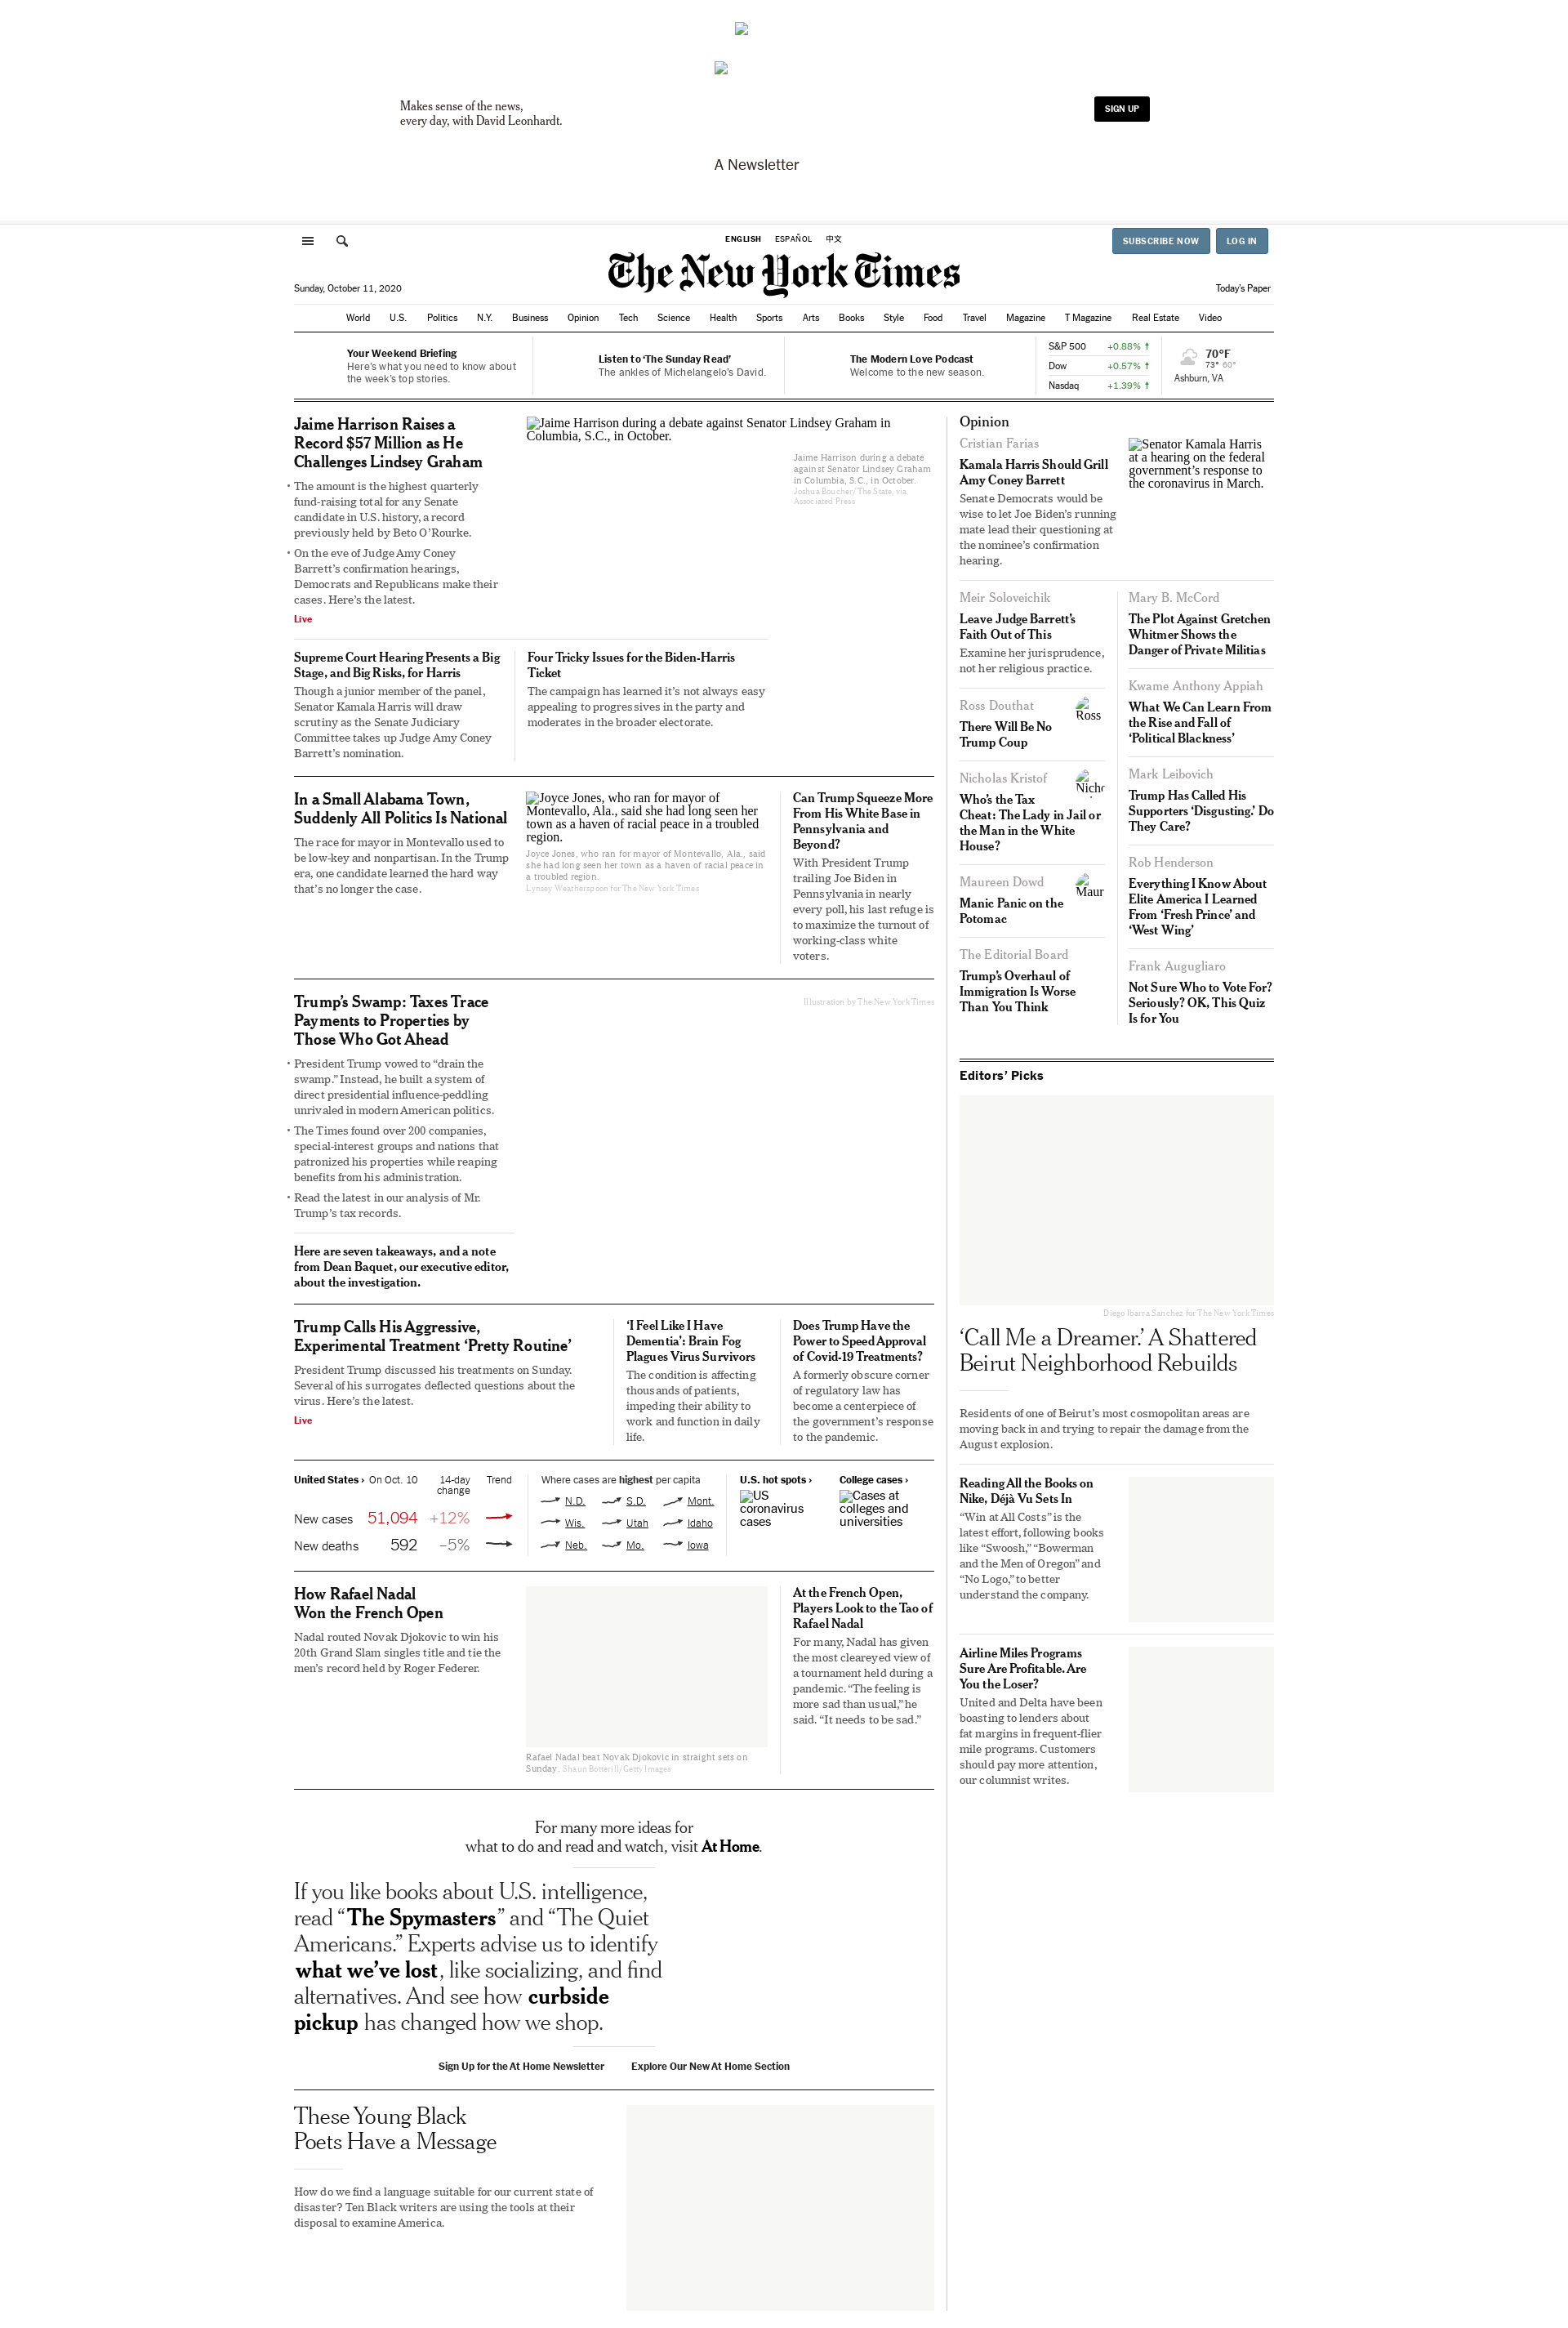 Makes sense of the news,
every day, with David Leonhardt.
SIGN UP
A Newsletter
ENGLISH ESPAÑOL 中文
SUBSCRIBE NOW LOG IN
The New York Times
Sunday, October 11, 2020
Today's Paper
World U.S. Politics N.Y. Business Opinion Tech Science Health Sports Arts Books Style Food Travel Magazine T Magazine Real Estate Video
Your Weekend Briefing
Here's what you need to know about
the week's top stories.
Listen to 'The Sunday Read'
The ankles of Michelangelo's David.
The Modern Love Podcast
Welcome to the new season.
S&P 500 +0.88%
Dow +0.57%
Nasdaq +1.39%
70°F
73° 60°
Ashburn, VA
Jaime Harrison Raises a
Record $57 Million as He
Challenges Lindsey Graham
• The amount is the highest quarterly
fund-raising total for any Senate
candidate in U.S. history, a record
previously held by Beto O'Rourke.
• On the eve of Judge Amy Coney
Barrett's confirmation hearings,
Democrats and Republicans make their
cases. Here's the latest.
Live
Jaime Harrison during a debate against Senator Lindsey Graham in
Columbia, S.C., in October.
Jaime Harrison during a debate
against Senator Lindsey Graham
in Columbia, S.C., in October.
Joshua Boucher/The State, via
Associated Press
Supreme Court Hearing Presents a Big
Stage, and Big Risks, for Harris
Though a junior member of the panel,
Senator Kamala Harris will draw
scrutiny as the Senate Judiciary
Committee takes up Judge Amy Coney
Barrett's nomination.
Four Tricky Issues for the Biden-Harris
Ticket
The campaign has learned it's not always easy
appealing to progressives in the party and
moderates in the broader electorate.
In a Small Alabama Town,
Suddenly All Politics Is National
The race for mayor in Montevallo used to
be low-key and nonpartisan. In the Trump
era, one candidate learned the hard way
that's no longer the case.
Joyce Jones, who ran for mayor of
Montevallo, Ala., said she had long seen her
town as a haven of racial peace in a troubled
region.
Joyce Jones, who ran for mayor of Montevallo, Ala., said
she had long seen her town as a haven of racial peace in
a troubled region.
Lynsey Weatherspoon for The New York Times
Can Trump Squeeze More
From His White Base in
Pennsylvania and
Beyond?
With President Trump
trailing Joe Biden in
Pennsylvania in nearly
every poll, his last refuge is
to maximize the turnout of
working-class white
voters.
Trump's Swamp: Taxes Trace
Payments to Properties by
Those Who Got Ahead
• President Trump vowed to “drain the
swamp.” Instead, he built a system of
direct presidential influence-peddling
unrivaled in modern American politics.
• The Times found over 200 companies,
special-interest groups and nations that
patronized his properties while reaping
benefits from his administration.
• Read the latest in our analysis of Mr.
Trump's tax records.
Here are seven takeaways, and a note
from Dean Baquet, our executive editor,
about the investigation.
Illustration by The New York Times
Trump Calls His Aggressive,
Experimental Treatment ‘Pretty Routine’
President Trump discussed his treatments on Sunday.
Several of his surrogates deflected questions about the
virus. Here's the latest.
Live
‘I Feel Like I Have
Dementia’: Brain Fog
Plagues Virus Survivors
The condition is affecting
thousands of patients,
impeding their ability to
work and function in daily
life.
Does Trump Have the
Power to Speed Approval
of Covid-19 Treatments?
A formerly obscure corner
of regulatory law has
become a centerpiece of
the government's response
to the pandemic.
United States › On Oct. 10 14-day change Trend
New cases 51,094 +12%
New deaths 592 –5%
Where cases are highest per capita
N.D. S.D. Mont.
Wis. Utah Idaho
Neb. Mo. Iowa
U.S. hot spots ›
US
coronavirus
cases
College cases ›
Cases at
colleges and
universities
How Rafael Nadal
Won the French Open
Nadal routed Novak Djokovic to win his
20th Grand Slam singles title and tie the
men's record held by Roger Federer.
Rafael Nadal beat Novak Djokovic in straight sets on
Sunday. Shaun Botterill/Getty Images
At the French Open,
Players Look to the Tao of
Rafael Nadal
For many, Nadal has given
the most cleareyed view of
a tournament held during a
pandemic. “The feeling is
more sad than usual,” he
said. “It needs to be sad.”
For many more ideas for
what to do and read and watch, visit At Home.
If you like books about U.S. intelligence,
read “The Spymasters” and “The Quiet
Americans.” Experts advise us to identify
what we've lost, like socializing, and find
alternatives. And see how curbside
pickup has changed how we shop.
Sign Up for the At Home Newsletter Explore Our New At Home Section
These Young Black
Poets Have a Message
How do we find a language suitable for our current state of
disaster? Ten Black writers are using the tools at their
disposal to examine America.
Opinion
Cristian Farias
Kamala Harris Should Grill
Amy Coney Barrett
Senate Democrats would be
wise to let Joe Biden's running
mate lead their questioning at
the nominee's confirmation
hearing.
Senator Kamala Harris
at a hearing on the federal
government's response to
the coronavirus in March.
Meir Soloveichik
Leave Judge Barrett's
Faith Out of This
Examine her jurisprudence,
not her religious practice.
Ross Douthat
There Will Be No
Trump Coup
Ross
Nicholas Kristof
Who's the Tax
Cheat: The Lady in Jail or
the Man in the White
House?
Maureen Dowd
Manic Panic on the
Potomac
The Editorial Board
Trump's Overhaul of
Immigration Is Worse
Than You Think
Mary B. McCord
The Plot Against Gretchen
Whitmer Shows the
Danger of Private Militias
Kwame Anthony Appiah
What We Can Learn From
the Rise and Fall of
‘Political Blackness’
Mark Leibovich
Trump Has Called His
Supporters ‘Disgusting.’ Do
They Care?
Rob Henderson
Everything I Know About
Elite America I Learned
From ‘Fresh Prince’ and
‘West Wing’
Frank Augugliaro
Not Sure Who to Vote For?
Seriously? OK, This Quiz
Is for You
Editors’ Picks
Diego Ibarra Sanchez for The New York Times
‘Call Me a Dreamer.’ A Shattered
Beirut Neighborhood Rebuilds
Residents of one of Beirut's most cosmopolitan areas are
moving back in and trying to repair the damage from the
August explosion.
Reading All the Books on
Nike, Déjà Vu Sets In
“Win at All Costs” is the
latest effort, following books
like “Swoosh,” “Bowerman
and the Men of Oregon” and
“No Logo,” to better
understand the company.
Airline Miles Programs
Sure Are Profitable. Are
You the Loser?
United and Delta have been
boasting to lenders about
fat margins in frequent-flier
mile programs. Customers
should pay more attention,
our columnist writes.